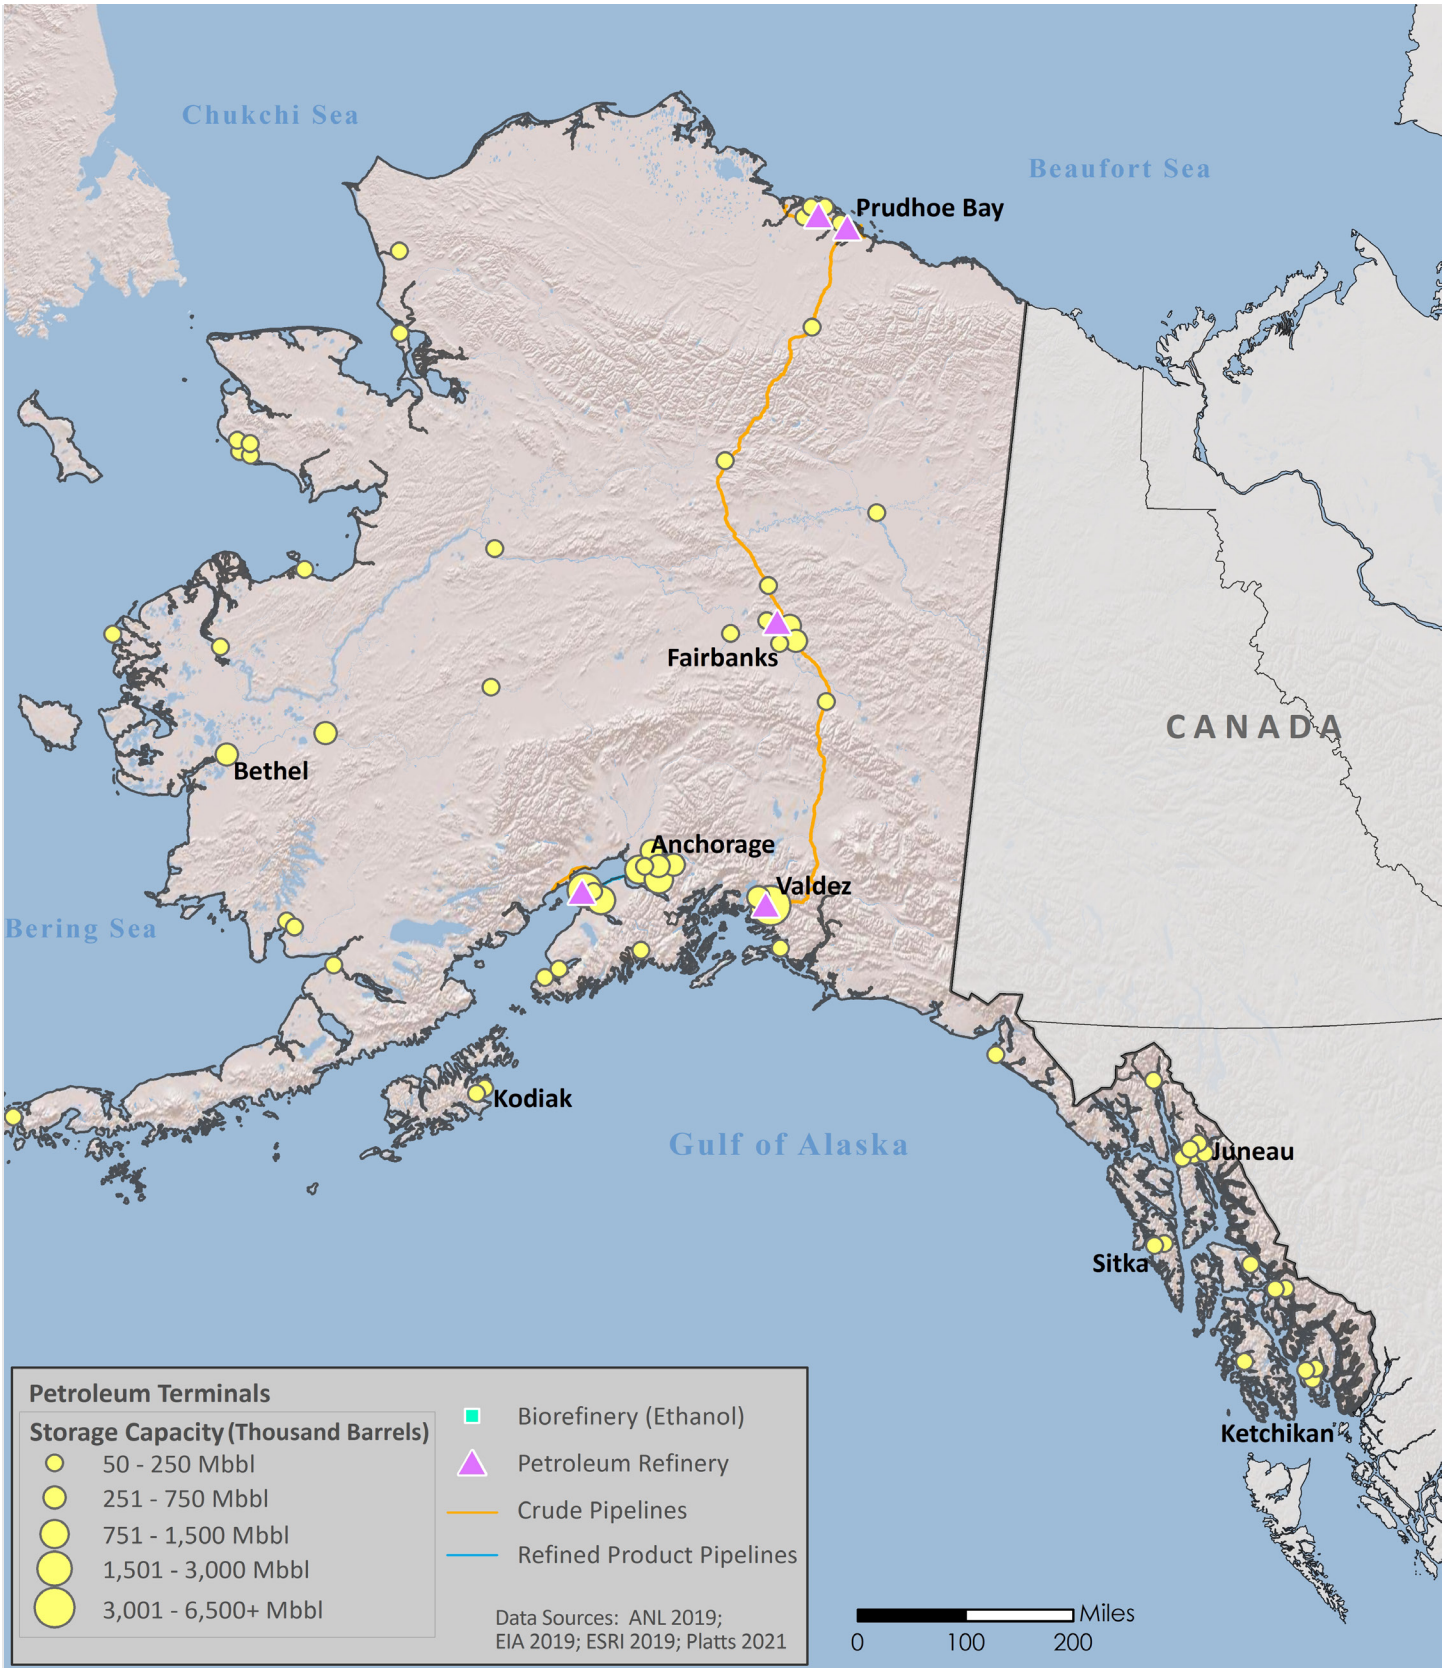 Chukchi Sea
Beaufort Sea
Prudhoe Bay
Fairbanks
CANADA
Bethel
Anchorage
Valdez
Bering Sea
Kodiak
Gulf of Alaska
Juneau
Sitka
Ketchikan
Petroleum Terminals
Storage Capacity (Thousand Barrels)
50 - 250 Mbbl
251 - 750 Mbbl
751 - 1,500 Mbbl
1,501 - 3,000 Mbbl
3,001 - 6,500+ Mbbl
Biorefinery (Ethanol)
Petroleum Refinery
Crude Pipelines
Refined Product Pipelines
Data Sources: ANL 2019;
EIA 2019; ESRI 2019; Platts 2021
Miles
0 100 200